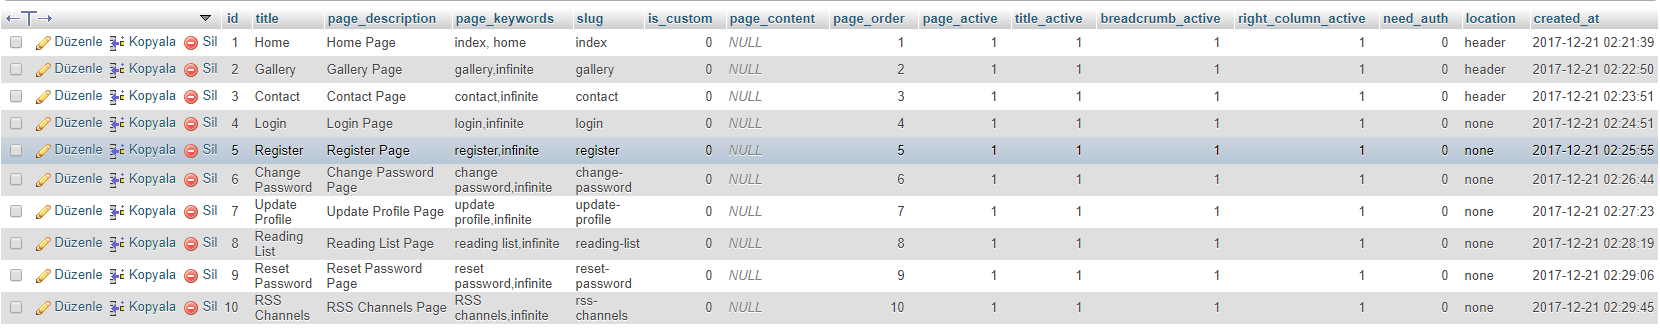 id title page_description page_keywords slug is_custom page_content page_order page_active title_active breadcrumb_active right_column_active need_auth location created_at
Düzenle Kopyala Sil 1 Home Home Page index, home index 0 NULL 1 1 1 1 1 0 header 2017-12-21 02:21:39
Düzenle Kopyala Sil 2 Gallery Gallery Page gallery,infinite gallery 0 NULL 2 1 1 1 1 0 header 2017-12-21 02:22:50
Düzenle Kopyala Sil 3 Contact Contact Page contact,infinite contact 0 NULL 3 1 1 1 1 0 header 2017-12-21 02:23:51
Düzenle Kopyala Sil 4 Login Login Page login,infinite login 0 NULL 4 1 1 1 1 0 none 2017-12-21 02:24:51
Düzenle Kopyala Sil 5 Register Register Page register,infinite register 0 NULL 5 1 1 1 1 0 none 2017-12-21 02:25:55
Düzenle Kopyala Sil 6 Change Password Change Password Page change password,infinite change-password 0 NULL 6 1 1 1 1 0 none 2017-12-21 02:26:44
Düzenle Kopyala Sil 7 Update Profile Update Profile Page update profile,infinite update-profile 0 NULL 7 1 1 1 1 0 none 2017-12-21 02:27:23
Düzenle Kopyala Sil 8 Reading List Reading List Page reading list,infinite reading-list 0 NULL 8 1 1 1 1 0 none 2017-12-21 02:28:19
Düzenle Kopyala Sil 9 Reset Password Reset Password Page reset password,infinite reset-password 0 NULL 9 1 1 1 1 0 none 2017-12-21 02:29:06
Düzenle Kopyala Sil 10 RSS Channels RSS Channels Page RSS channels,infinite rss-channels 0 NULL 10 1 1 1 1 0 none 2017-12-21 02:29:45